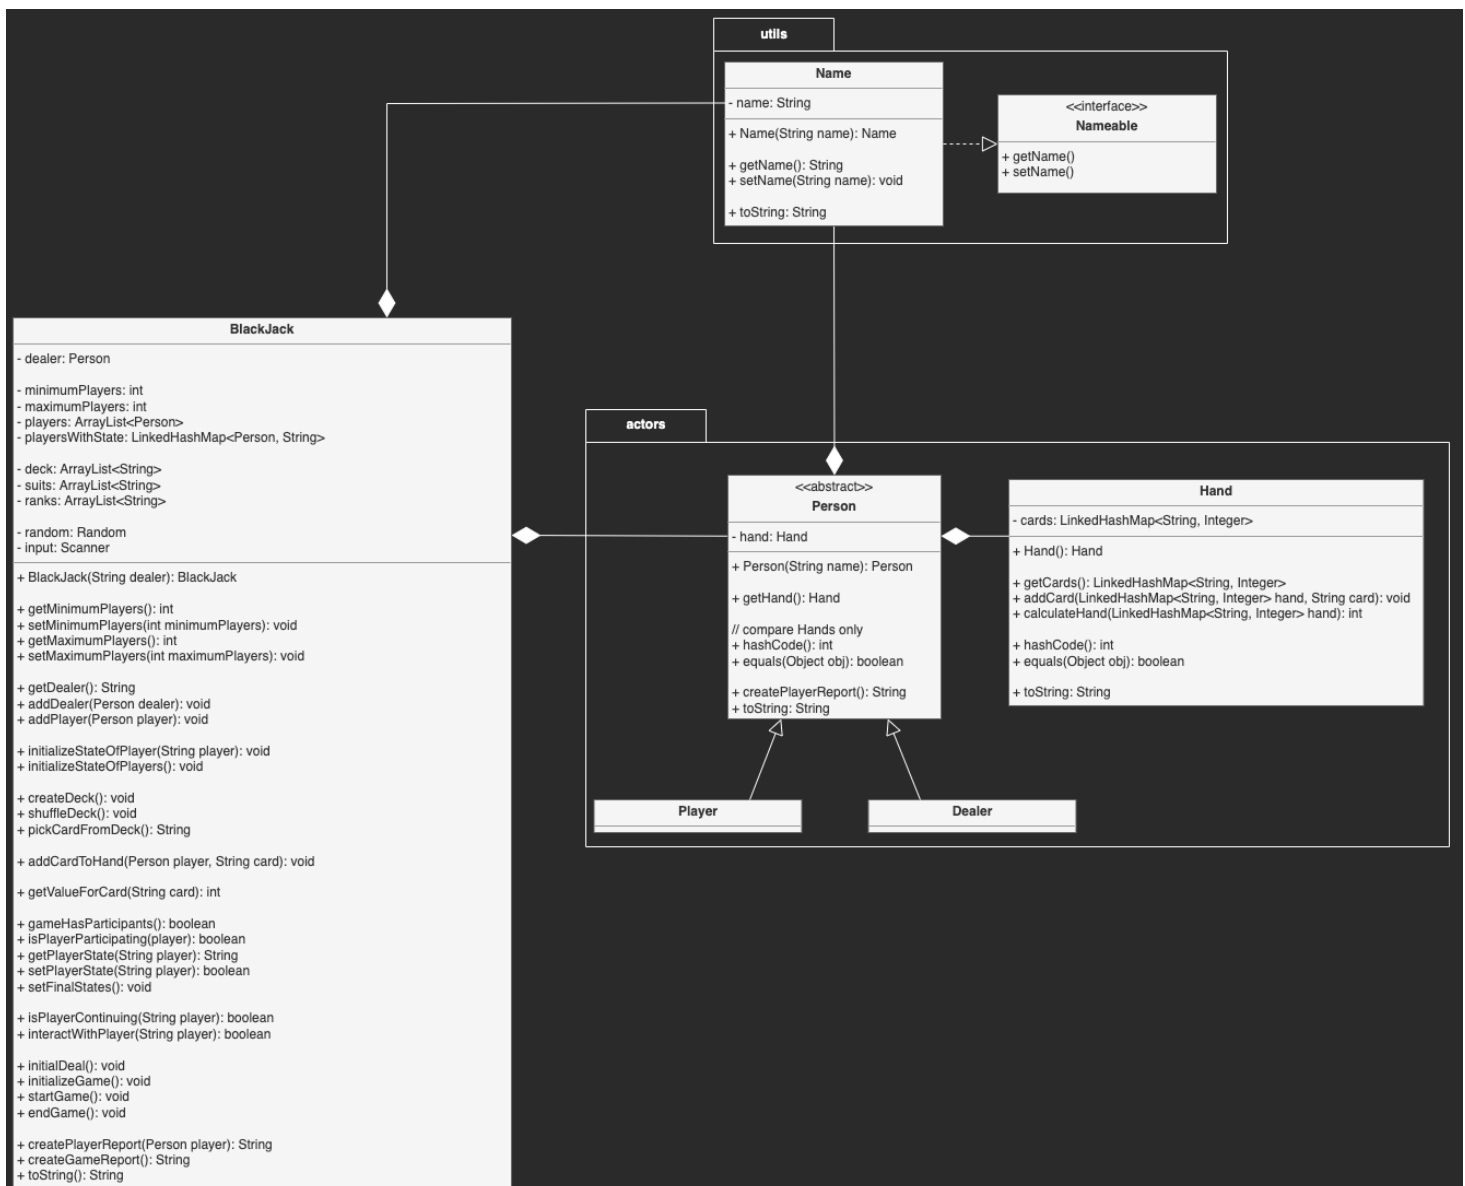 utils
Name
- name: String
+ Name(String name): Name
+ getName(): String
+ setName(String name): void
+ toString: String
<<interface>>
Nameable
+ getName()
+ setName()
BlackJack
- dealer: Person
- minimumPlayers: int
- maximumPlayers: int
- players: ArrayList<Person>
- playersWithState: LinkedHashMap<Person, String>
- deck: ArrayList<String>
- suits: ArrayList<String>
- ranks: ArrayList<String>
- random: Random
- input: Scanner
+ BlackJack(String dealer): BlackJack
+ getMinimumPlayers(): int
+ setMinimumPlayers(int minimumPlayers): void
+ getMaximumPlayers(): int
+ setMaximumPlayers(int maximumPlayers): void
+ getDealer(): String
+ addDealer(Person dealer): void
+ addPlayer(Person player): void
+ initializeStateOfPlayer(String player): void
+ initializeStateOfPlayers(): void
+ createDeck(): void
+ shuffleDeck(): void
+ pickCardFromDeck(): String
+ addCardToHand(Person player, String card): void
+ getValueForCard(String card): int
+ gameHasParticipants(): boolean
+ isPlayerParticipating(player): boolean
+ getPlayerState(String player): String
+ setPlayerState(String player): boolean
+ setFinalStates(): void
+ isPlayerContinuing(String player): boolean
+ interactWithPlayer(String player): boolean
+ initialDeal(): void
+ initializeGame(): void
+ startGame(): void
+ endGame(): void
+ createPlayerReport(Person player): String
+ createGameReport(): String
+ toString(): String
actors
<<abstract>>
Person
- hand: Hand
+ Person(String name): Person
+ getHand(): Hand
// compare Hands only
+ hashCode(): int
+ equals(Object obj): boolean
+ createPlayerReport(): String
+ toString: String
Hand
- cards: LinkedHashMap<String, Integer>
+ Hand(): Hand
+ getCards(): LinkedHashMap<String, Integer>
+ addCard(LinkedHashMap<String, Integer> hand, String card): void
+ calculateHand(LinkedHashMap<String, Integer> hand): int
+ hashCode(): int
+ equals(Object obj): boolean
+ toString: String
Player
Dealer